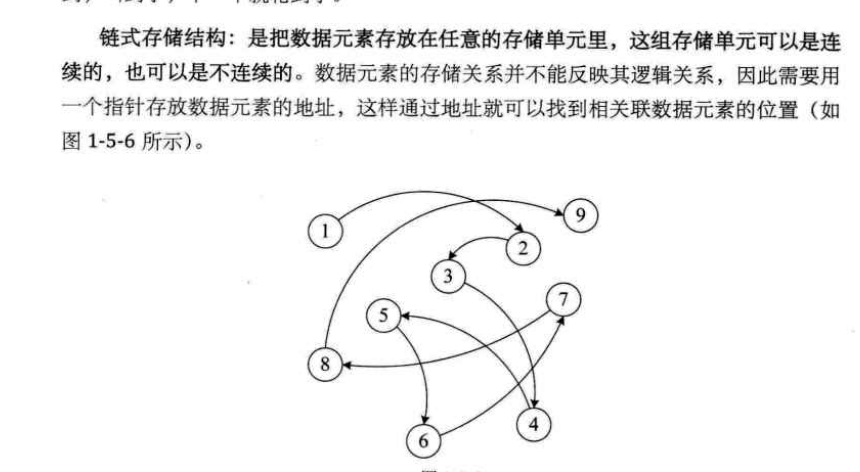 链式存储结构：是把数据元素存放在任意的存储单元里，这组存储单元可以是连
续的，也可以是不连续的。数据元素的存储关系并不能反映其逻辑关系，因此需要用
一个指针存放数据元素的地址，这样通过地址就可以找到相关联数据元素的位置（如
图 1-5-6 所示）。
9
1
2
3
7
5
8
4
6